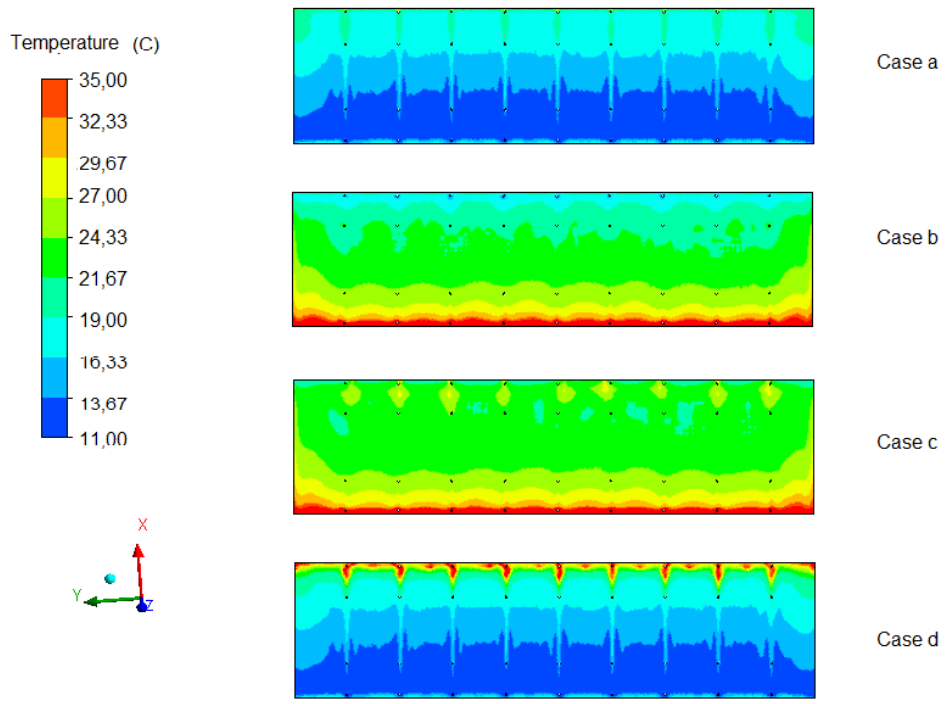 Temperature (C)
35,00
32,33
29,67
27,00
24,33
21,67
19,00
16,33
13,67
11,00
Case a
Case b
Case c
Case d
X
Y
Z